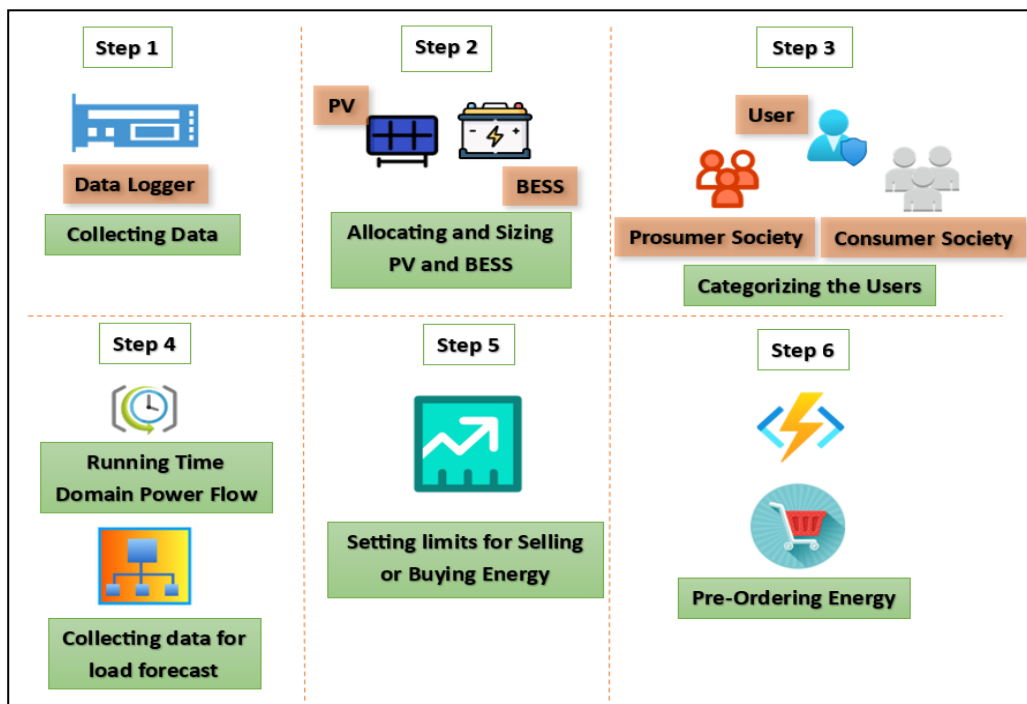 Step 1
Data Logger
Collecting Data
Step 2
PV
BESS
Allocating and Sizing
PV and BESS
Step 3
User
Prosumer Society
Consumer Society
Categorizing the Users
Step 4
Running Time
Domain Power Flow
Collecting data for
load forecast
Step 5
Setting limits for Selling
or Buying Energy
Step 6
Pre-Ordering Energy